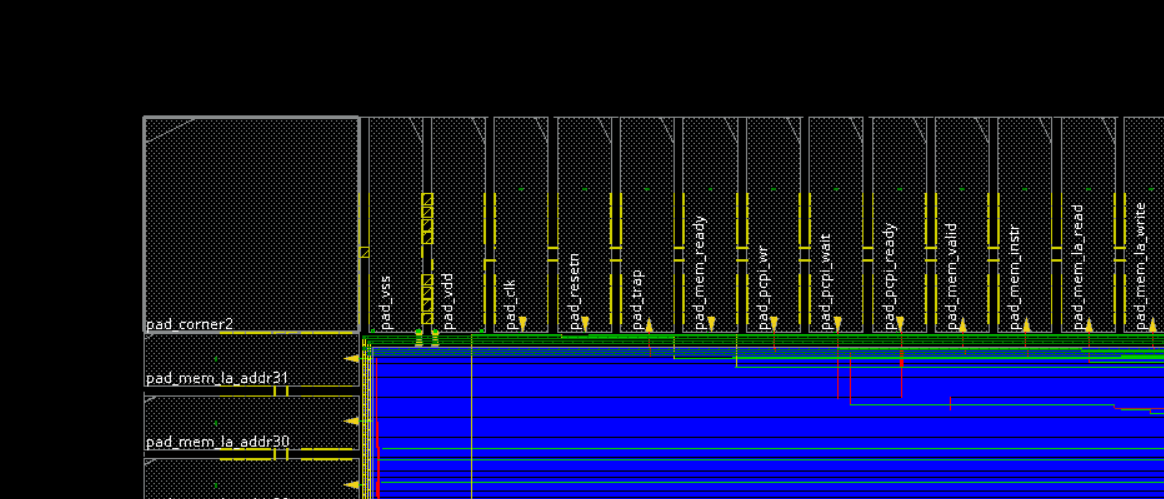 pad_vss
pad_vdd
pad_clk
pad_resetn
pad_trap
pad_mem_ready
pad_pcpi_wr
pad_pcpi_wait
pad_pcpi_ready
pad_mem_valid
pad_mem_instr
pad_mem_la_read
pad_mem_la_write
pad_corner2
pad_mem_la_addr31
pad_mem_la_addr30